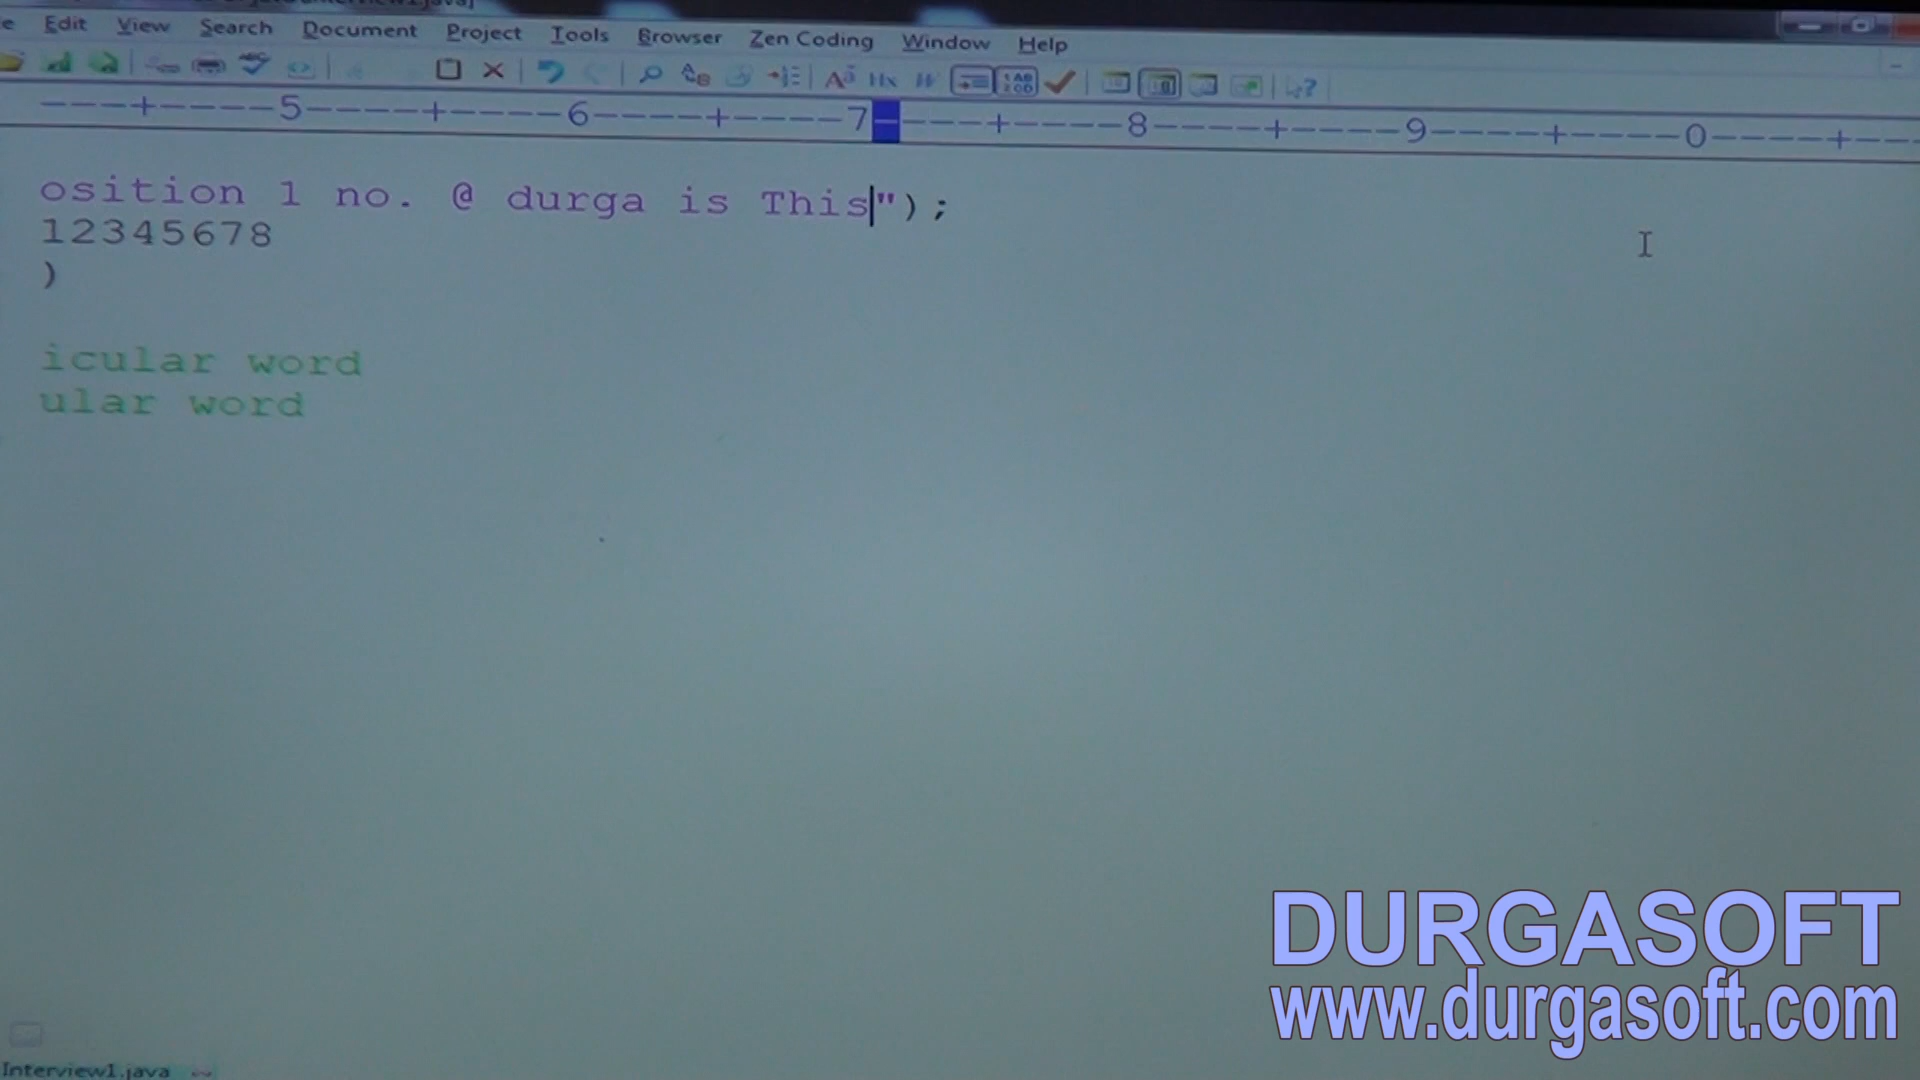 Edit View Search Document Project Tools Browser Zen Coding Window Help
---+----5----+----6----+----7----+----8----+----9----+----0----+--
osition 1 no. @ durga is This");
12345678
)
icular word
ular word
DURGASOFT
www.durgasoft.com
Interview1.java